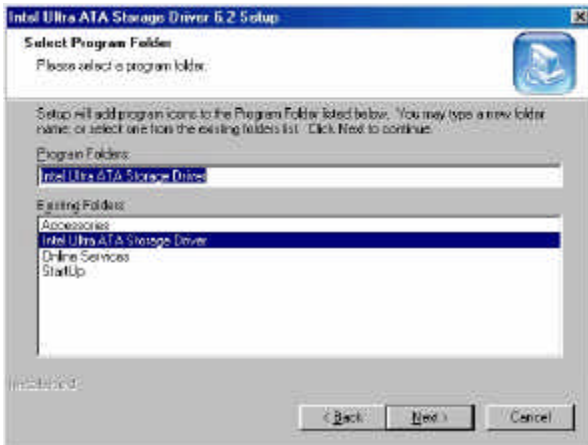 Intel Ultra ATA Storage Driver 6.2 Setup
Select Program Folder
Please select a program folder.
Setup will add program icons to the Program Folder listed below. You may type a new folder
name, or select one from the existing folders list. Click Next to continue.
Program Folders:
Intel Ultra ATA Storage Driver
Existing Folders:
Accessories
Intel Ultra ATA Storage Driver
Online Services
StartUp
InstallShield
< Back
Next >
Cancel